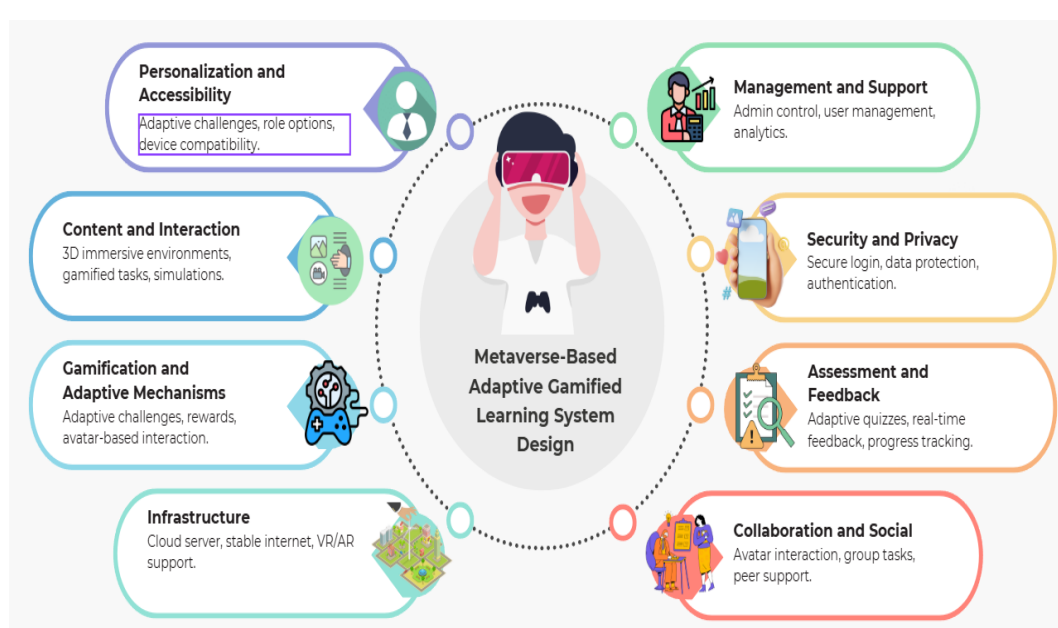 Personalization and
Accessibility
Adaptive challenges, role options,
device compatibility.
Content and Interaction
3D immersive environments,
gamified tasks, simulations.
Gamification and
Adaptive Mechanisms
Adaptive challenges, rewards,
avatar-based interaction.
Infrastructure
Cloud server, stable internet, VR/AR
support.
Metaverse-Based
Adaptive Gamified
Learning System
Design
Management and Support
Admin control, user management,
analytics.
Security and Privacy
Secure login, data protection,
authentication.
Assessment and
Feedback
Adaptive quizzes, real-time
feedback, progress tracking.
Collaboration and Social
Avatar interaction, group tasks,
peer support.